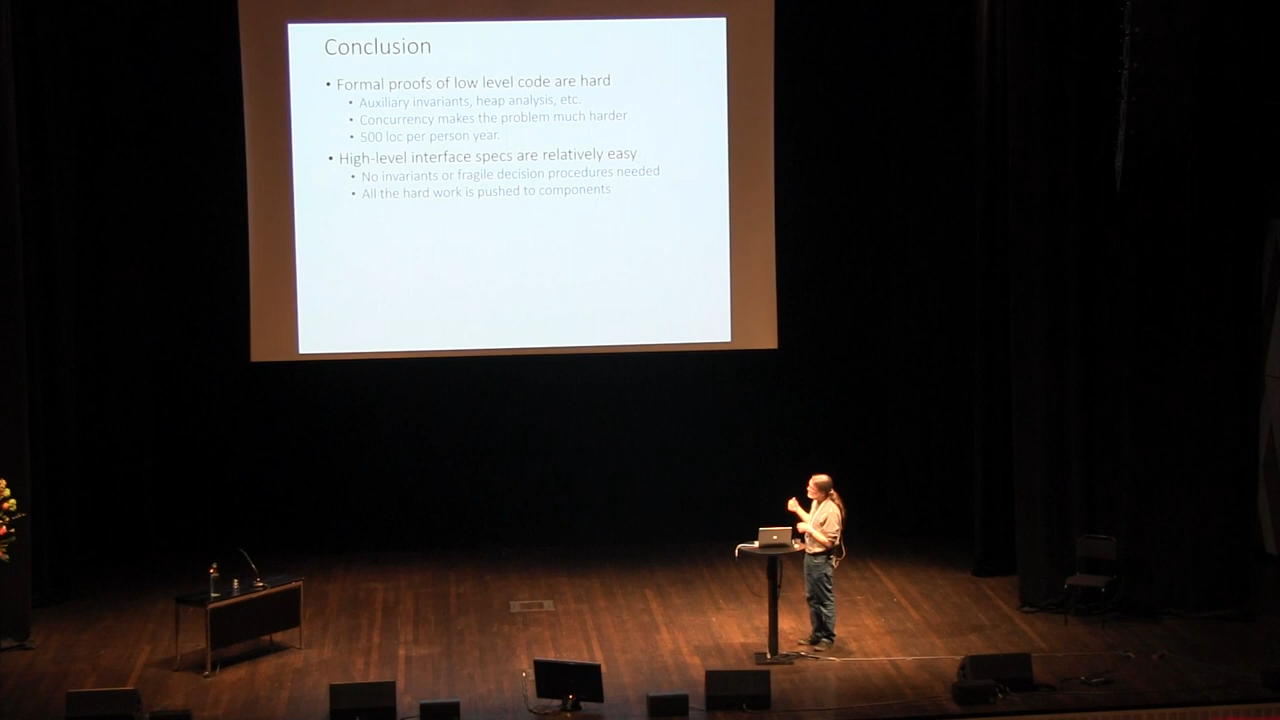 Conclusion
• Formal proofs of low level code are hard
• Auxiliary invariants, heap analysis, etc.
• Concurrency makes the problem much harder
• 500 loc per person year.
• High-level interface specs are relatively easy
• No invariants or fragile decision procedures needed
• All the hard work is pushed to components